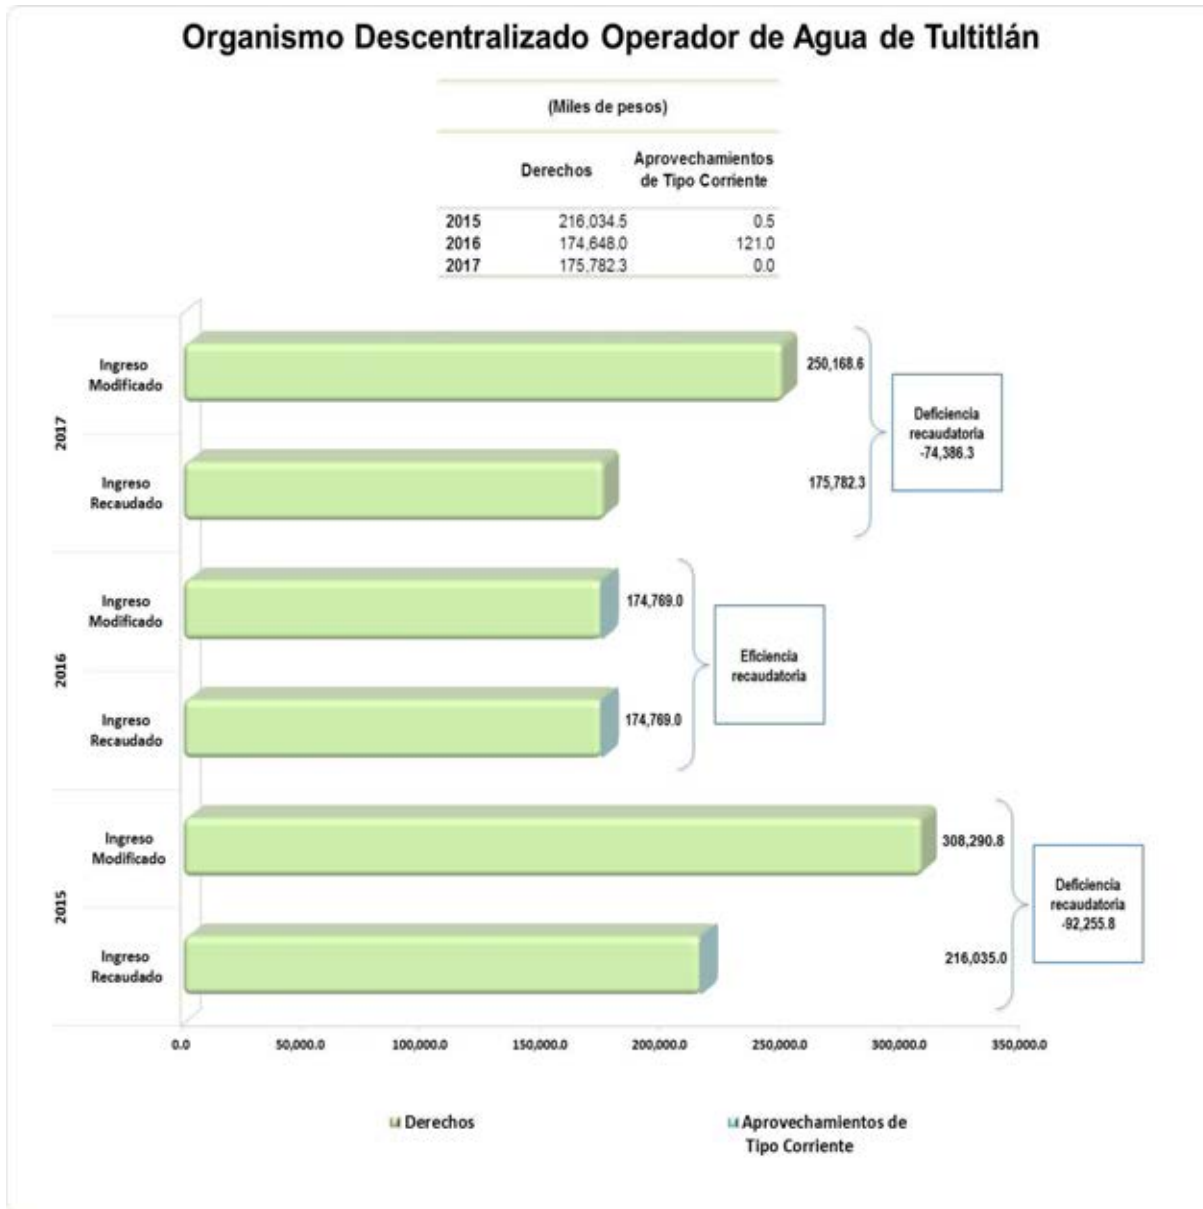 Organismo Descentralizado Operador de Agua de Tultitlán
(Miles de pesos)
Derechos
Aprovechamientos
de Tipo Corriente
2015 216,034.5 0.5
2016 174,648.0 121.0
2017 175,782.3 0.0
2017
Ingreso
Modificado
250,168.6
Ingreso
Recaudado
175,782.3
Deficiencia
recaudatoria
-74,386.3
2016
Ingreso
Modificado
174,769.0
Ingreso
Recaudado
174,769.0
Eficiencia
recaudatoria
2015
Ingreso
Modificado
308,290.8
Ingreso
Recaudado
216,035.0
Deficiencia
recaudatoria
-92,255.8
0.0 50,000.0 100,000.0 150,000.0 200,000.0 250,000.0 300,000.0 350,000.0
Derechos
Aprovechamientos de
Tipo Corriente